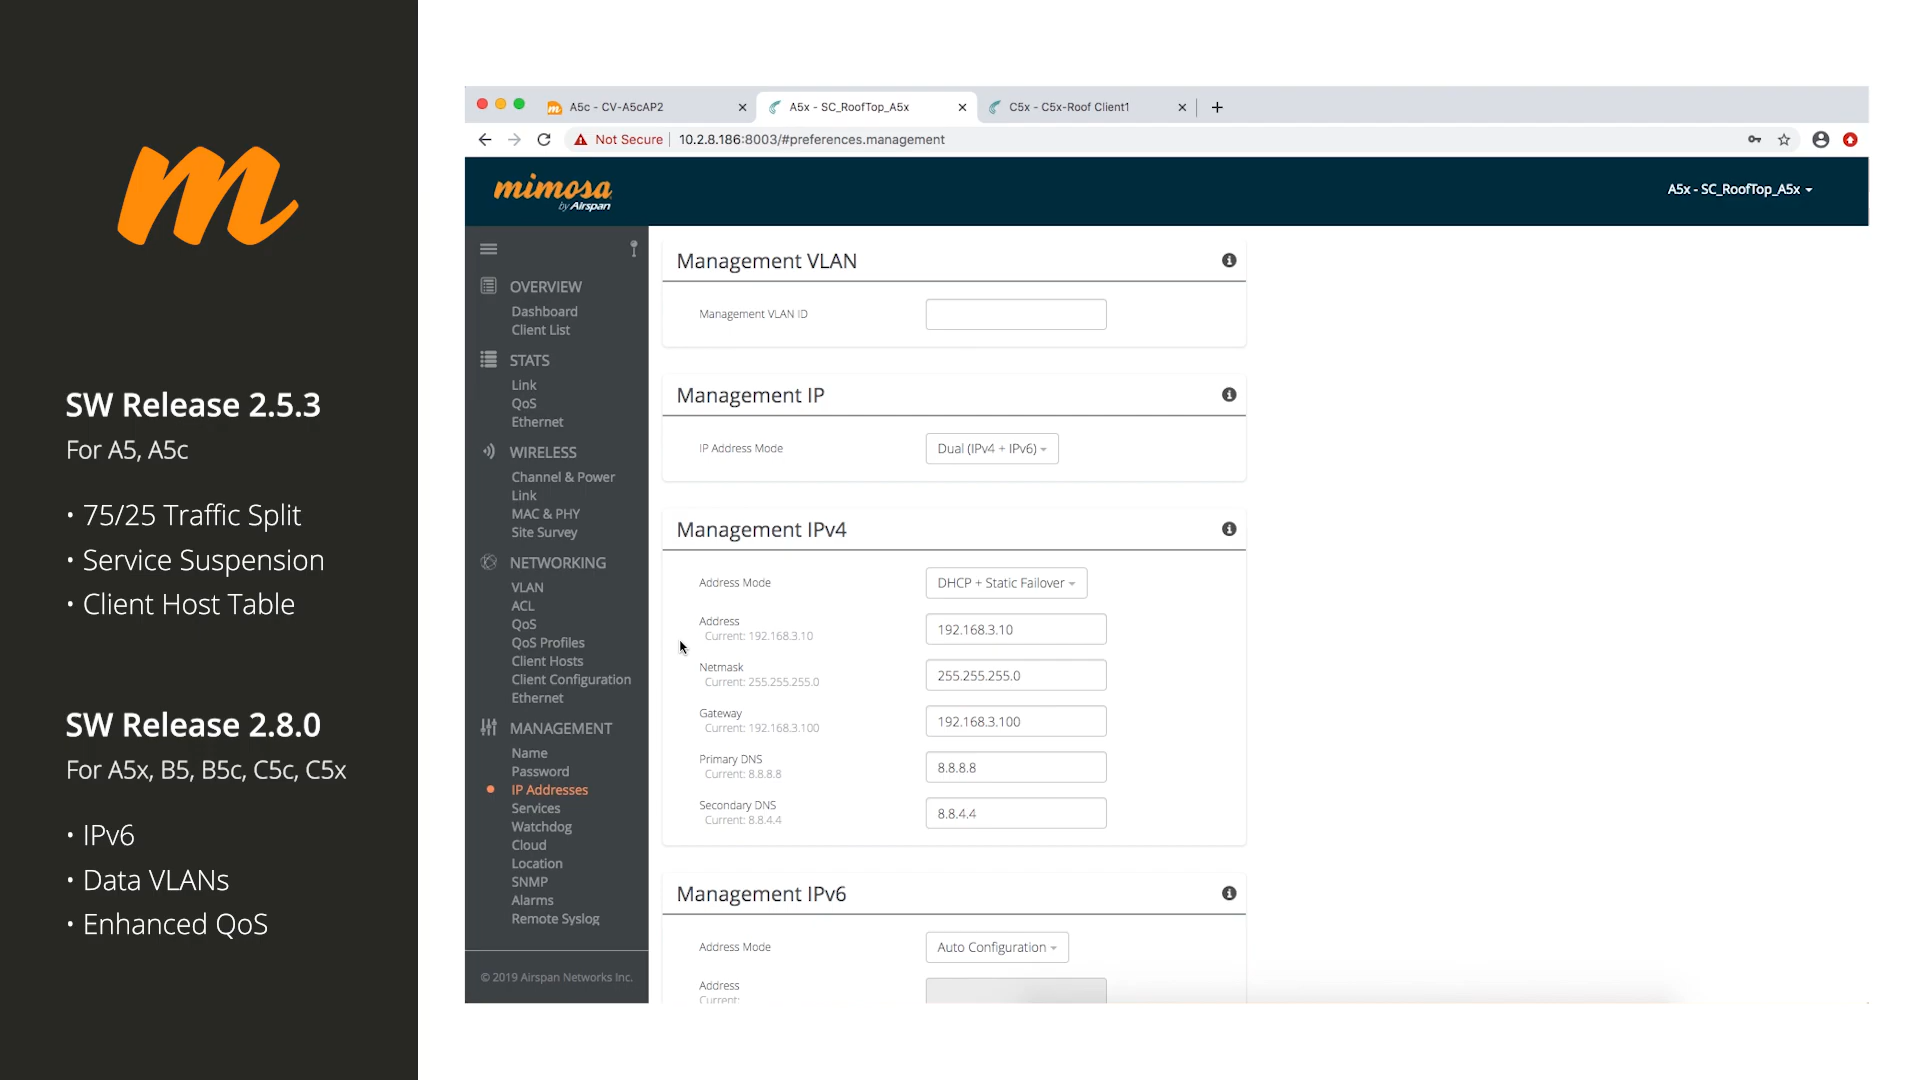 m
SW Release 2.5.3
For A5, A5c
• 75/25 Traffic Split
• Service Suspension
• Client Host Table
SW Release 2.8.0
For A5x, B5, B5c, C5c, C5x
• IPv6
• Data VLANs
• Enhanced QoS
A5c - CV-A5cAP2
A5x - SC_RoofTop_A5x
C5x - C5x-Roof Client1
Not Secure | 10.2.8.186:8003/#preferences.management
mimosa
by Airspan
A5x - SC_RoofTop_A5x
OVERVIEW
Dashboard
Client List
STATS
Link
QoS
Ethernet
WIRELESS
Channel & Power
Link
MAC & PHY
Site Survey
NETWORKING
VLAN
ACL
QoS
QoS Profiles
Client Hosts
Client Configuration
Ethernet
MANAGEMENT
Name
Password
IP Addresses
Services
Watchdog
Cloud
Location
SNMP
Alarms
Remote Syslog
© 2019 Airspan Networks Inc.
Management VLAN
Management VLAN ID
Management IP
IP Address Mode
Dual (IPv4 + IPv6)
Management IPv4
Address Mode
DHCP + Static Failover
Address
Current: 192.168.3.10
192.168.3.10
Netmask
Current: 255.255.255.0
255.255.255.0
Gateway
Current: 192.168.3.100
192.168.3.100
Primary DNS
Current: 8.8.8.8
8.8.8.8
Secondary DNS
Current: 8.8.4.4
8.8.4.4
Management IPv6
Address Mode
Auto Configuration
Address
Current: